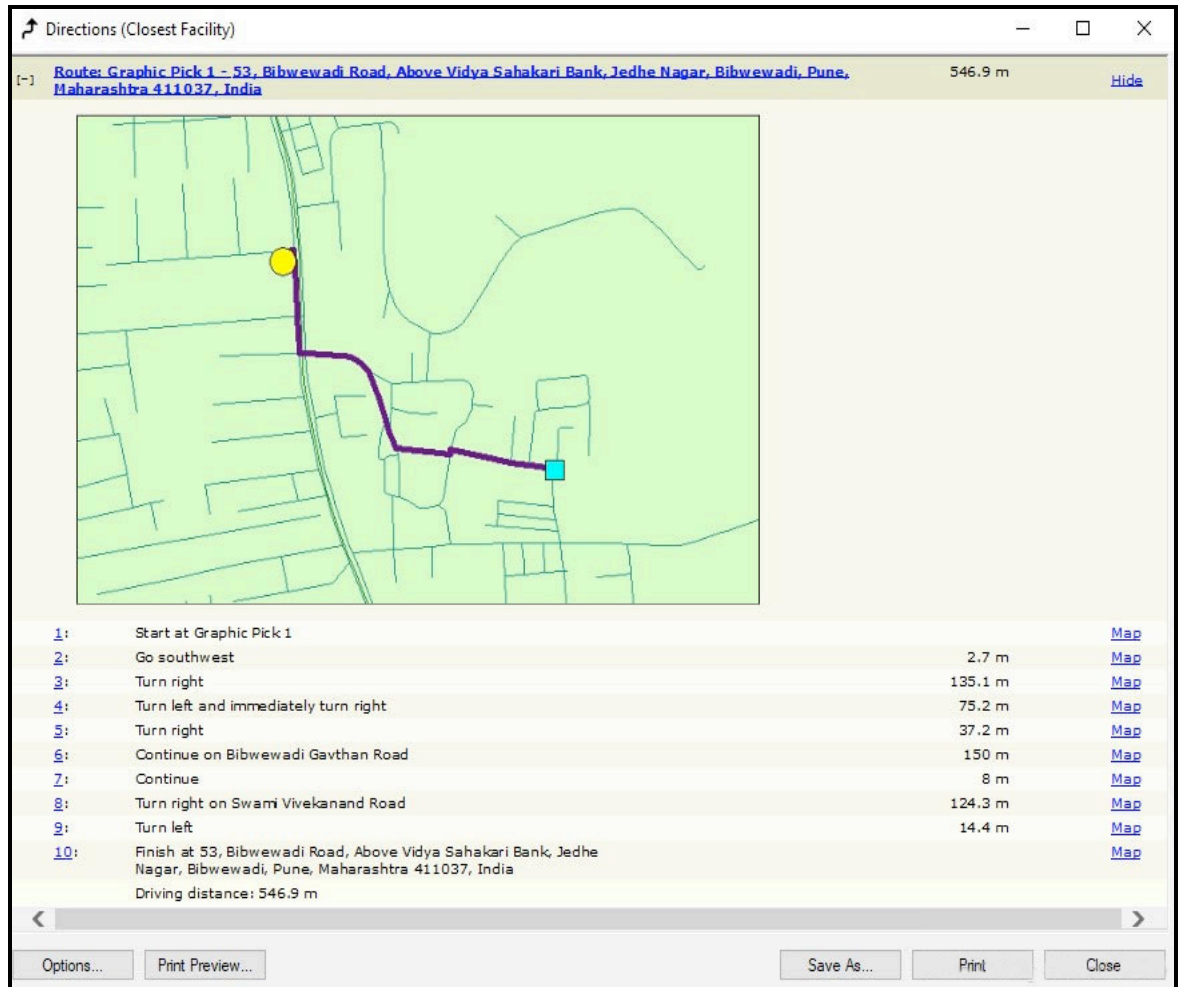 Directions (Closest Facility)
[-] Route: Graphic Pick 1 - 53, Bibwewadi Road, Above Vidya Sahakari Bank, Jedhe Nagar, Bibwewadi, Pune, 546.9 m Hide
Maharashtra 411037, India
1: Start at Graphic Pick 1 Map
2: Go southwest 2.7 m Map
3: Turn right 135.1 m Map
4: Turn left and immediately turn right 75.2 m Map
5: Turn right 37.2 m Map
6: Continue on Bibwewadi Gavthan Road 150 m Map
7: Continue 8 m Map
8: Turn right on Swami Vivekanand Road 124.3 m Map
9: Turn left 14.4 m Map
10: Finish at 53, Bibwewadi Road, Above Vidya Sahakari Bank, Jedhe Map
Nagar, Bibwewadi, Pune, Maharashtra 411037, India
Driving distance: 546.9 m
Options... Print Preview... Save As... Print Close